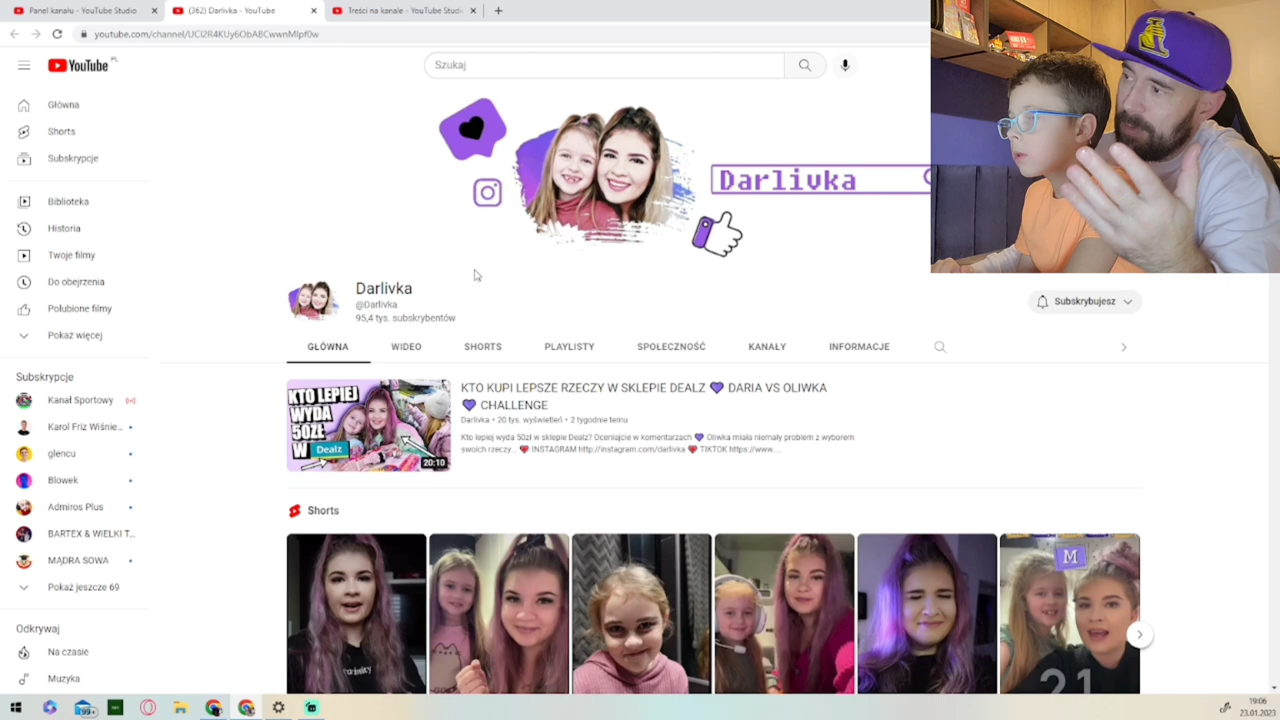 Panel kanału - YouTube Studio
(362) Darlivka - YouTube
Treści na kanale - YouTube Studio
youtube.com/channel/
YouTube PL
Szukaj
Główna
Shorts
Subskrypcje
Biblioteka
Historia
Twoje filmy
Do obejrzenia
Polubione filmy
Pokaż więcej
Subskrypcje
Kanał Sportowy
Karol Friz Wiśnie...
glencu
Blowek
Admiros Plus
BARTEX & WIELKI T...
MĄDRA SOWA
Pokaż jeszcze 69
Odkrywaj
Na czasie
Muzyka
Darlivka
Darlivka
@Darlivka
95,4 tys. subskrybentów
Subskrybujesz
GŁÓWNA
WIDEO
SHORTS
PLAYLISTY
SPOŁECZNOŚĆ
KANAŁY
INFORMACJE
KTO LEPIEJ
WYDA
50ZŁ
W Dealz
20:10
KTO KUPI LEPSZE RZECZY W SKLEPIE DEALZ 💜 DARIA VS OLIWKA
💜 CHALLENGE
Darlivka • 20 tys. wyświetleń • 2 tygodnie temu
Kto lepiej wyda 50zł w sklepie Dealz? Oceniajcie w komentarzach 💜 Oliwka miała niemały problem z wyborem
swoich rzeczy... ❤ INSTAGRAM http://instagram.com/darlivka ❤ TIKTOK https://www....
Shorts
M
21
99+
19:06
23.01.2023